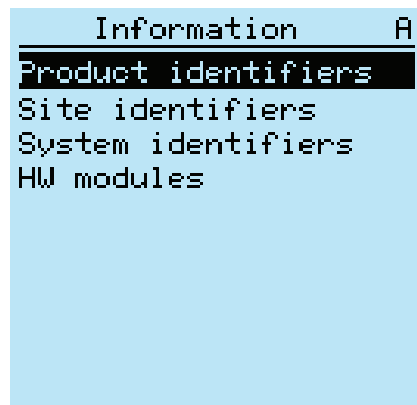 Information A
Product identifiers
Site identifiers
System identifiers
HW modules